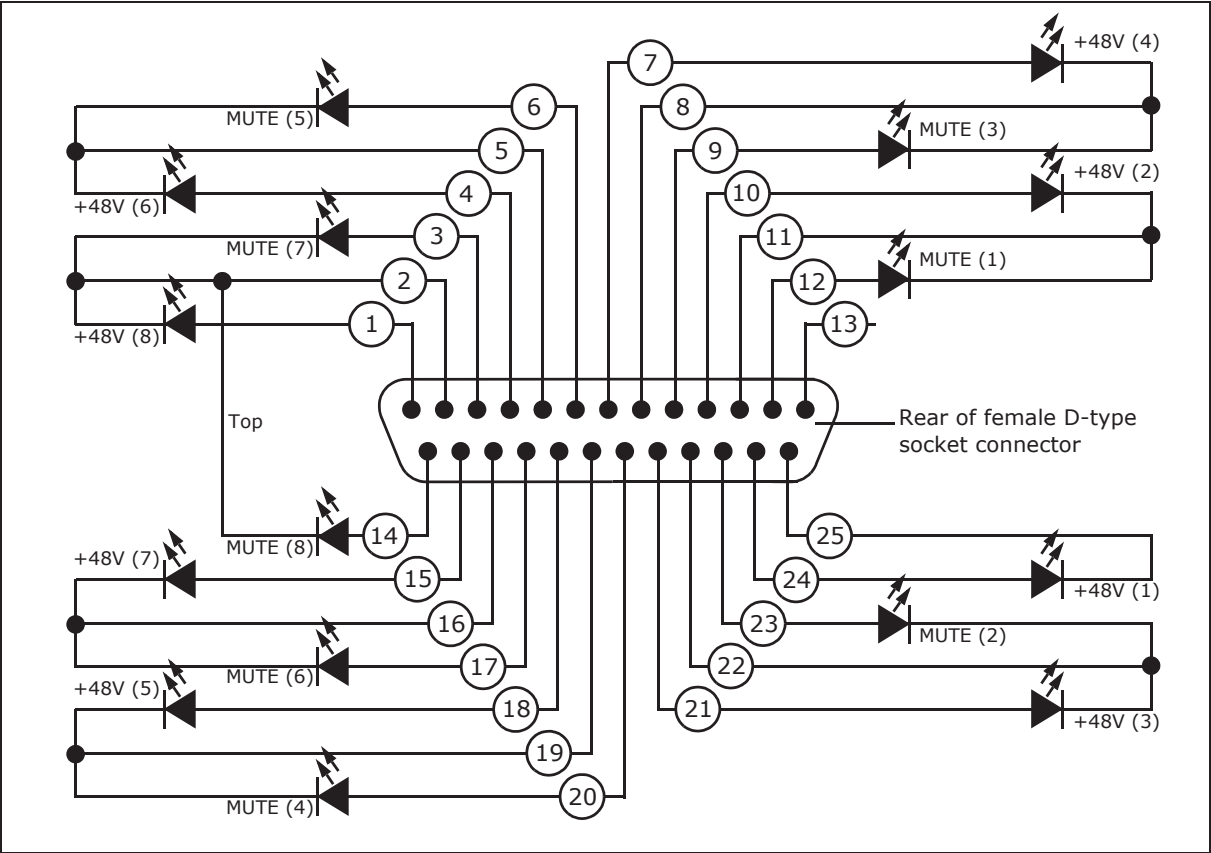 7
+48V (4)
6
MUTE (5)
8
5
9
MUTE (3)
4
+48V (6)
10
+48V (2)
3
MUTE (7)
11
2
12
MUTE (1)
1
+48V (8)
13
Top
Rear of female D-type
socket connector
14
MUTE (8)
25
+48V (7)
15
24
+48V (1)
16
23
MUTE (2)
17
MUTE (6)
22
+48V (5)
18
21
+48V (3)
19
20
MUTE (4)